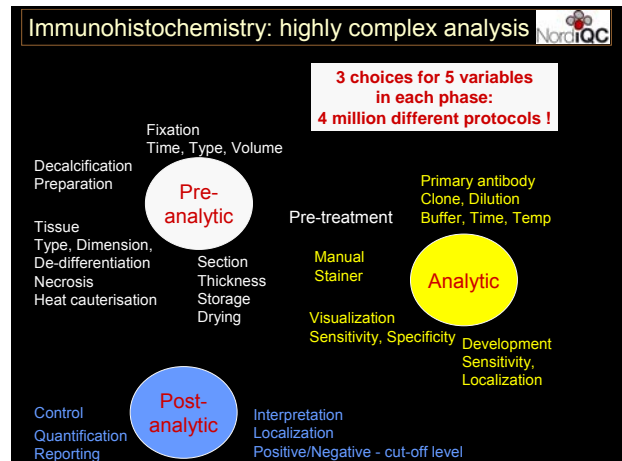 Immunohistochemistry: highly complex analysis
NordiQC
3 choices for 5 variables
in each phase:
4 million different protocols !
Fixation
Time, Type, Volume
Decalcification
Preparation
Pre-
analytic
Tissue
Type, Dimension,
De-differentiation
Necrosis
Heat cauterisation
Section
Thickness
Storage
Drying
Pre-treatment
Primary antibody
Clone, Dilution
Buffer, Time, Temp
Manual
Stainer
Analytic
Visualization
Sensitivity, Specificity
Development
Sensitivity,
Localization
Post-
analytic
Control
Quantification
Reporting
Interpretation
Localization
Positive/Negative - cut-off level